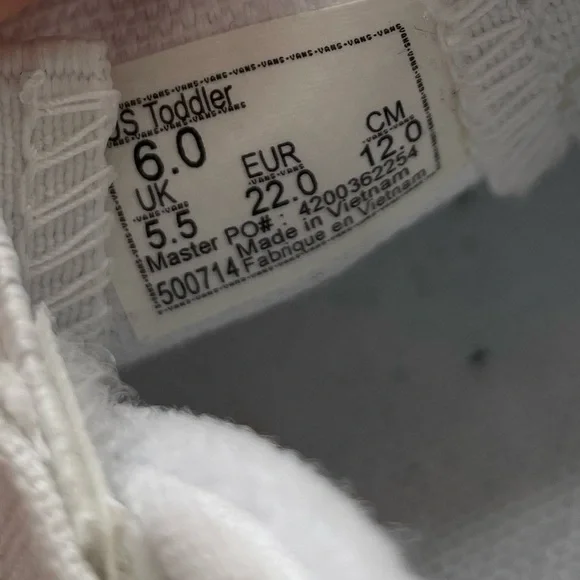 US Toddler
6.0
UK
5.5
EUR
22.0
CM
12.0
Master PO# : 4200362254
Made in Vietnam
500714 Fabrique en Vietnam